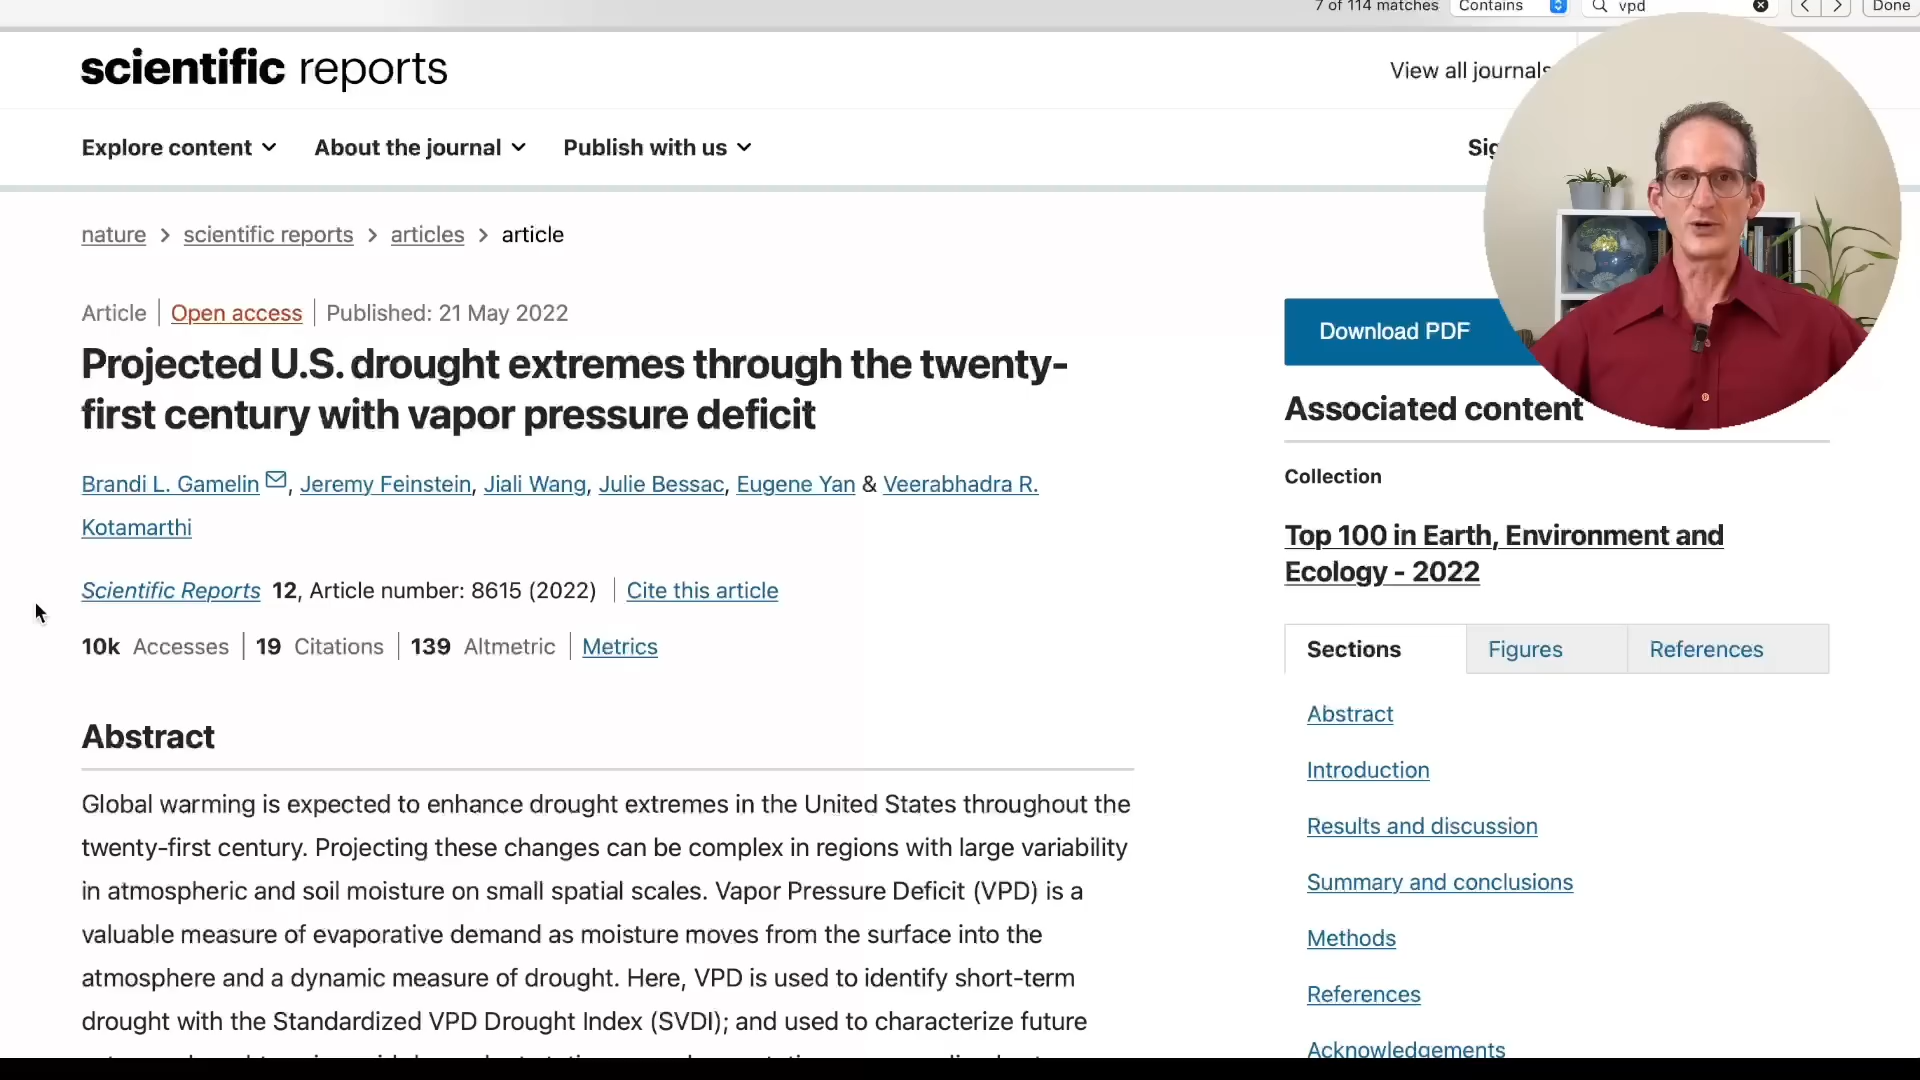 7 of 114 matches Contains vpd Done
scientific reports
View all journals
Explore content About the journal Publish with us
nature > scientific reports > articles > article
Article | Open access | Published: 21 May 2022
Projected U.S. drought extremes through the twenty-
first century with vapor pressure deficit
Brandi L. Gamelin, Jeremy Feinstein, Jiali Wang, Julie Bessac, Eugene Yan & Veerabhadra R.
Kotamarthi
Scientific Reports 12, Article number: 8615 (2022) | Cite this article
10k Accesses | 19 Citations | 139 Altmetric | Metrics
Abstract
Global warming is expected to enhance drought extremes in the United States throughout the
twenty-first century. Projecting these changes can be complex in regions with large variability
in atmospheric and soil moisture on small spatial scales. Vapor Pressure Deficit (VPD) is a
valuable measure of evaporative demand as moisture moves from the surface into the
atmosphere and a dynamic measure of drought. Here, VPD is used to identify short-term
drought with the Standardized VPD Drought Index (SVDI); and used to characterize future
Download PDF
Associated content
Collection
Top 100 in Earth, Environment and
Ecology - 2022
Sections Figures References
Abstract
Introduction
Results and discussion
Summary and conclusions
Methods
References
Acknowledgements